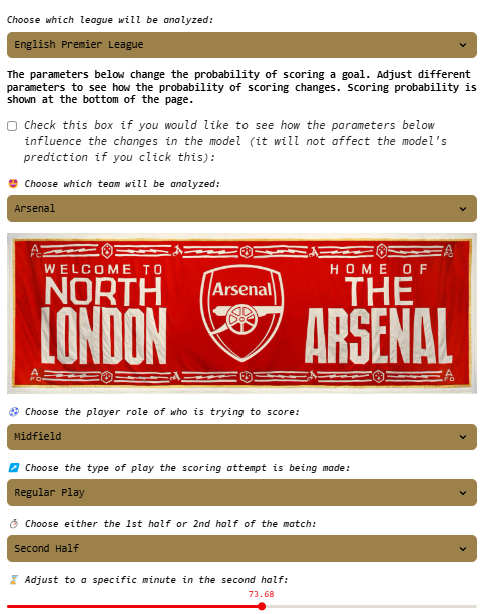 Choose which league will be analyzed:
English Premier League
The parameters below change the probability of scoring a goal. Adjust different
parameters to see how the probability of scoring changes. Scoring probability is
shown at the bottom of the page.
Check this box if you would like to see how the parameters below
influence the changes in the model (it will not affect the model's
prediction if you click this):
Choose which team will be analyzed:
Arsenal
WELCOME TO
NORTH
LONDON
Arsenal
HOME OF
THE
ARSENAL
Choose the player role of who is trying to score:
Midfield
Choose the type of play the scoring attempt is being made:
Regular Play
Choose either the 1st half or 2nd half of the match:
Second Half
Adjust to a specific minute in the second half:
73.68